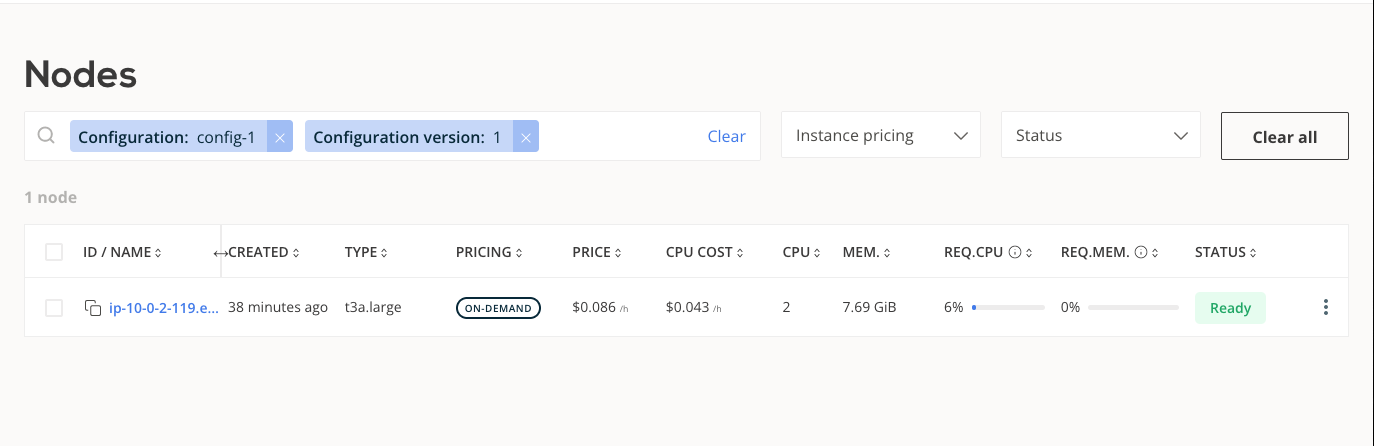 Nodes
Configuration: config-1 × Configuration version: 1 × Clear Instance pricing Status Clear all
1 node
ID / NAME CREATED TYPE PRICING PRICE CPU COST CPU MEM. REQ.CPU REQ.MEM. STATUS
ip-10-0-2-119.e... 38 minutes ago t3a.large ON-DEMAND $0.086 /h $0.043 /h 2 7.69 GiB 6% 0% Ready